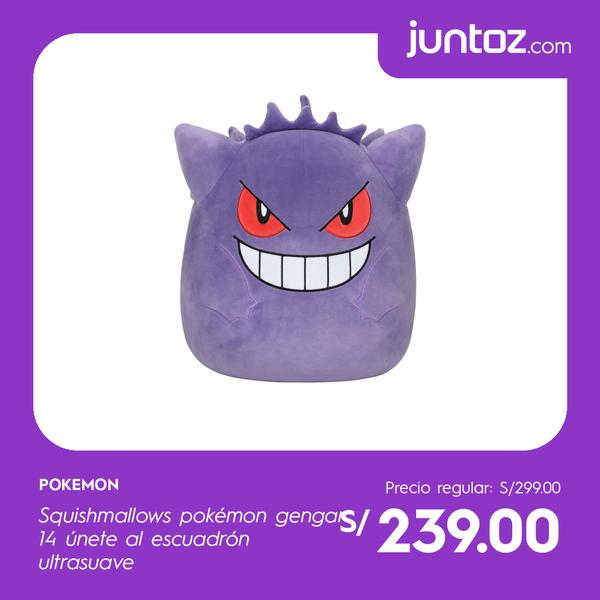 juntoz.com
POKEMON
Precio regular: S/299.00
Squishmallows pokémon gengar
14 únete al escuadrón
ultrasuave
S/ 239.00